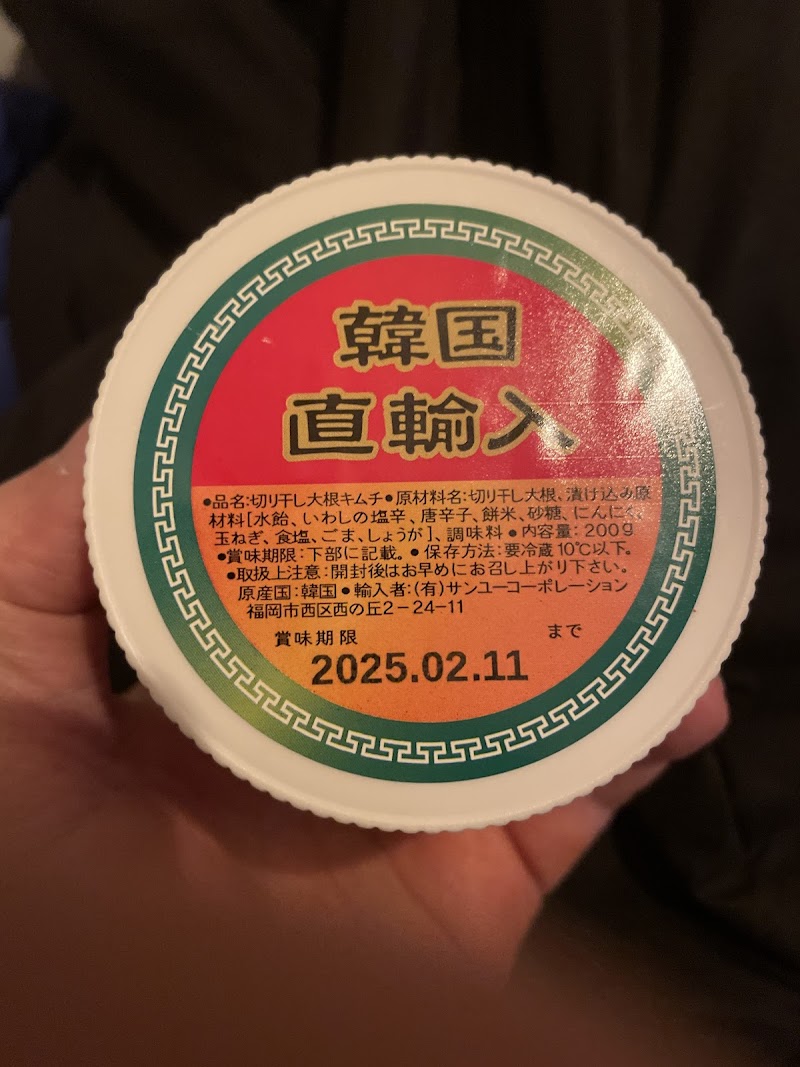 韓国
直輸入
●品名:切り干し大根キムチ●原材料名:切り干し大根、漬け込み原
材料[水飴、いわしの塩辛、唐辛子、餅米、砂糖、にんにく、
玉ねぎ、食塩、ごま、しょうが]、調味料●内容量:200g
●賞味期限:下部に記載。●保存方法:要冷蔵10℃以下。
●取扱上注意:開封後はお早めにお召し上がり下さい。
原産国:韓国●輸入者:(有)サンユーコーポレーション
福岡市西区西の丘2-24-11
賞味期限 まで
2025.02.11